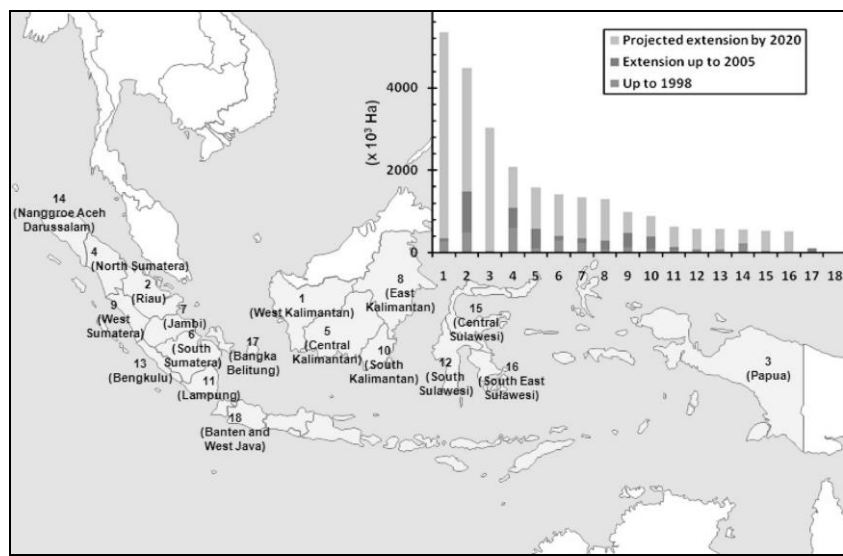 Projected extension by 2020
Extension up to 2005
Up to 1998
(x 10³ Ha)
4000
2000
0
1 2 3 4 5 6 7 8 9 10 11 12 13 14 15 16 17 18
14
(Nanggroe Aceh
Darussalam)
4
(North Sumatera)
2
(Riau)
9
(West
Sumatera)
7
(Jambi)
6
(South
Sumatera)
17
(Bangka
Belitung)
13
(Bengkulu)
11
(Lampung)
18
(Banten and
West Java)
1
(West Kalimantan)
8
(East
Kalimantan)
5
(Central
Kalimantan)
10
(South
Kalimantan)
15
(Central
Sulawesi)
12
(South
Sulawesi)
16
(South East
Sulawesi)
3
(Papua)